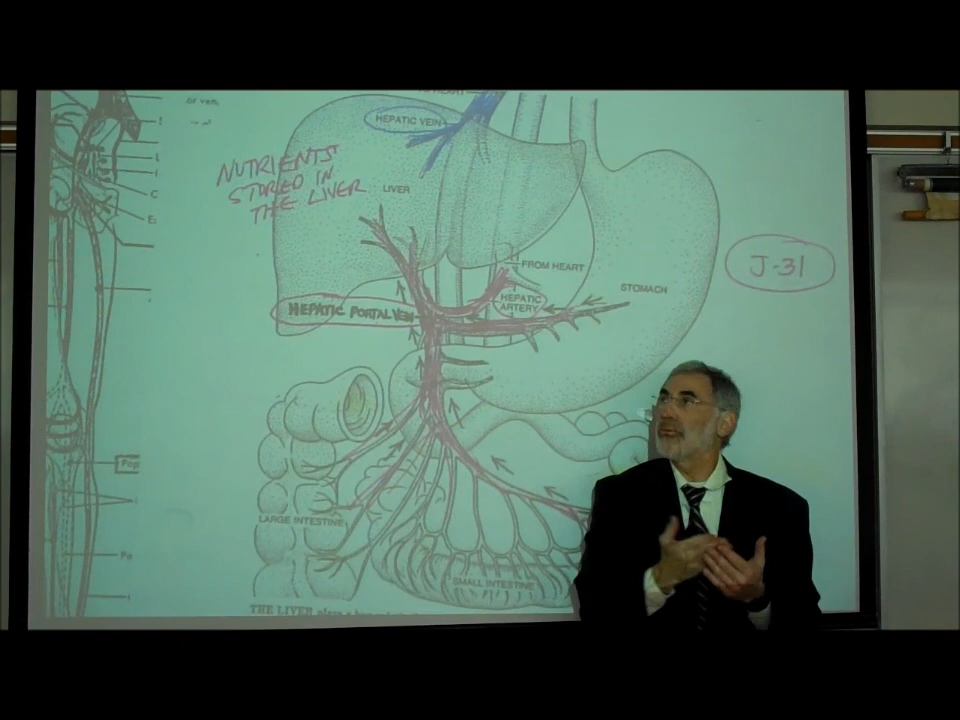 HEPATIC VEIN
NUTRIENTS
STORED IN
THE LIVER
LIVER
J-31
FROM HEART
STOMACH
HEPATIC
ARTERY
HEPATIC PORTAL VEIN
LARGE INTESTINE
SMALL INTESTINE
THE LIVER